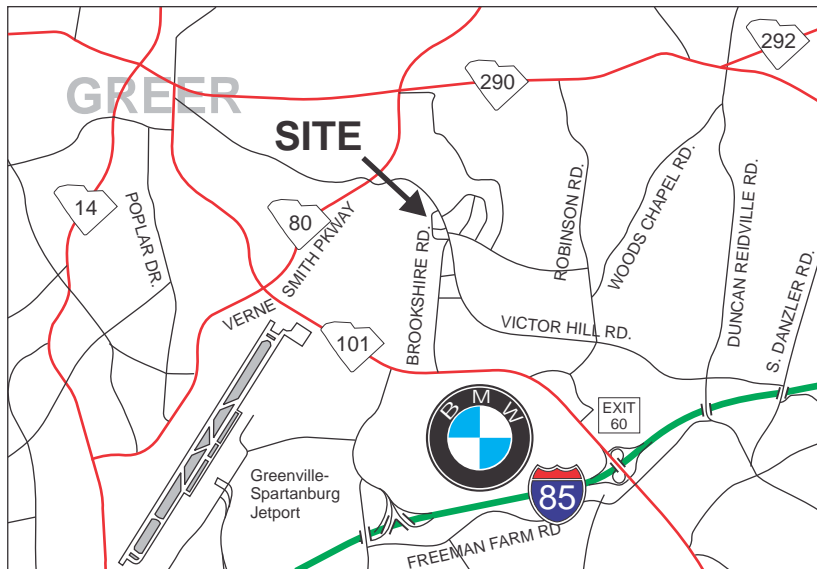 292
290
GREER
SITE
14
POPLAR DR.
80
VERNE SMITH PKWAY
BROOKSHIRE RD.
ROBINSON RD.
WOODS CHAPEL RD.
DUNCAN REIDVILLE RD.
S. DANZLER RD.
VICTOR HILL RD.
101
BMW
EXIT
60
Greenville-
Spartanburg
Jetport
85
FREEMAN FARM RD